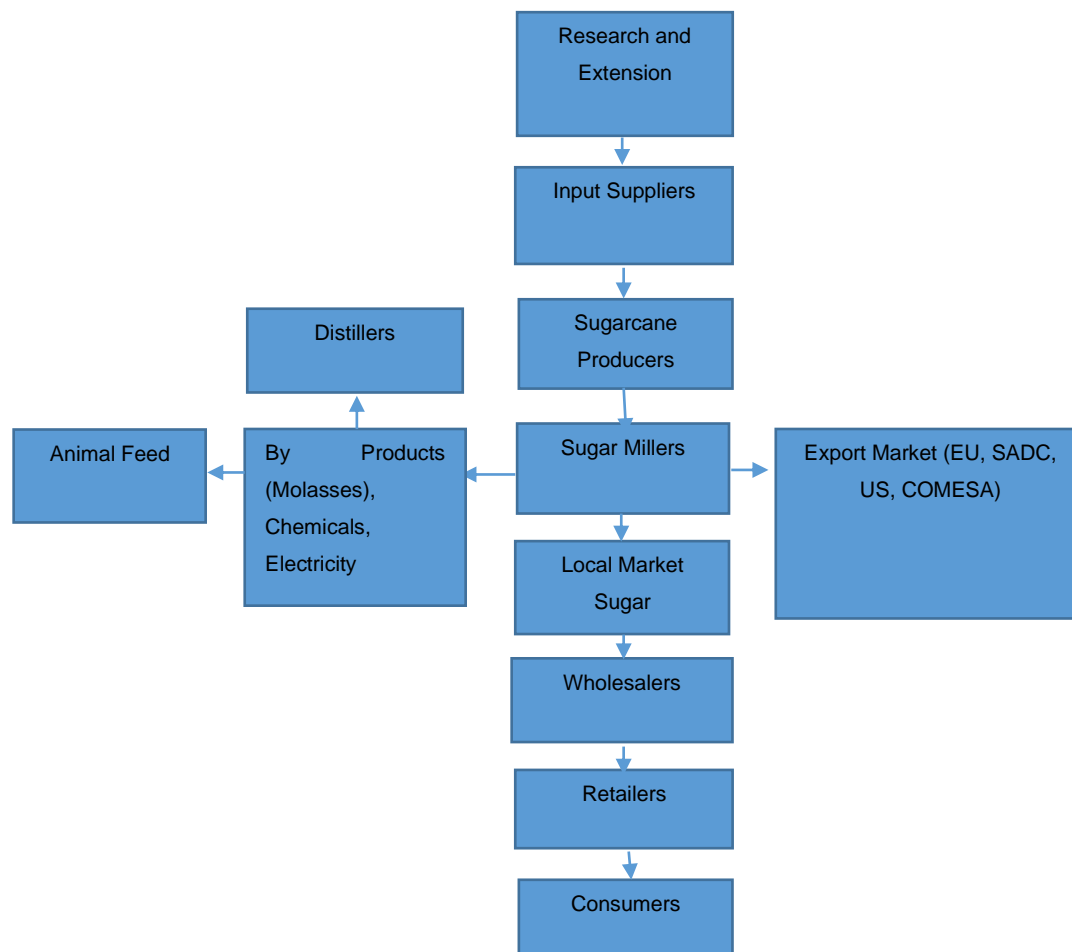 Research and
Extension
Input Suppliers
Sugarcane
Producers
Distillers
Animal Feed
By Products
(Molasses),
Chemicals,
Electricity
Sugar Millers
Export Market (EU, SADC,
US, COMESA)
Local Market
Sugar
Wholesalers
Retailers
Consumers